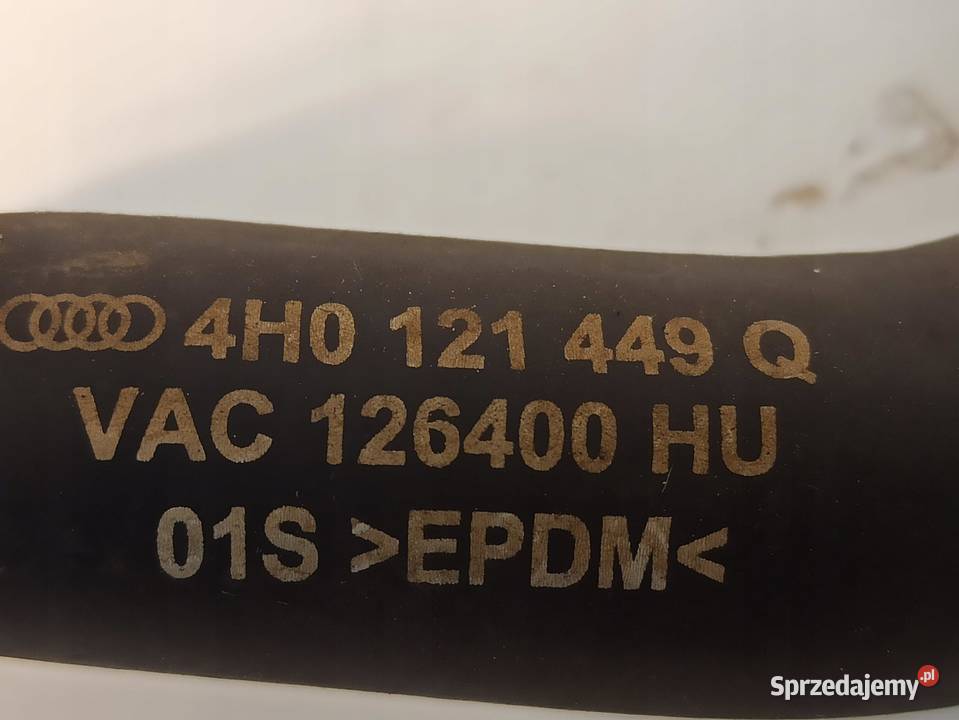 4H0 121 449 Q
VAC 126400 HU
01S >EPDM<
Sprzedajemy.pl